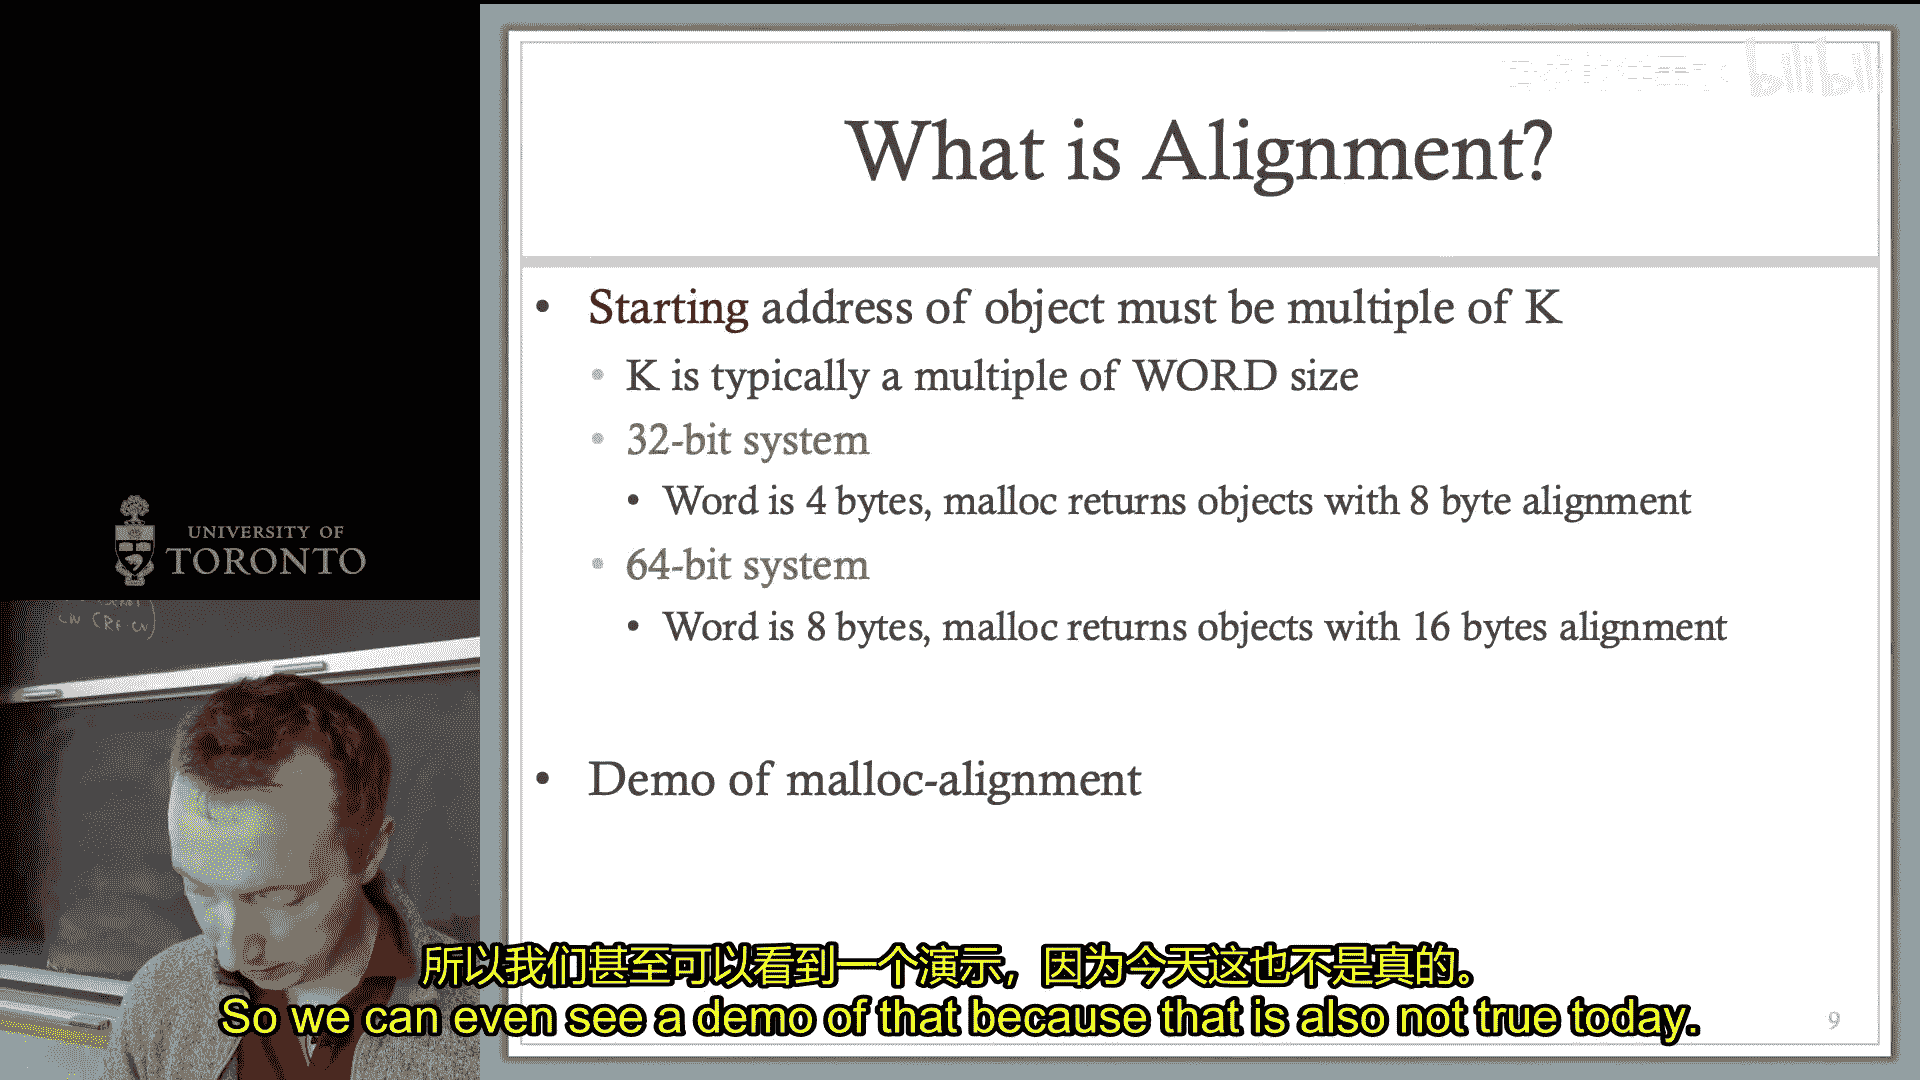 bilibili
What is Alignment?
• Starting address of object must be multiple of K
• K is typically a multiple of WORD size
• 32-bit system
• Word is 4 bytes, malloc returns objects with 8 byte alignment
• 64-bit system
• Word is 8 bytes, malloc returns objects with 16 bytes alignment
• Demo of malloc-alignment
UNIVERSITY OF
TORONTO
所以我们甚至可以看到一个演示，因为今天这也不是真的。
So we can even see a demo of that because that is also not true today.
9